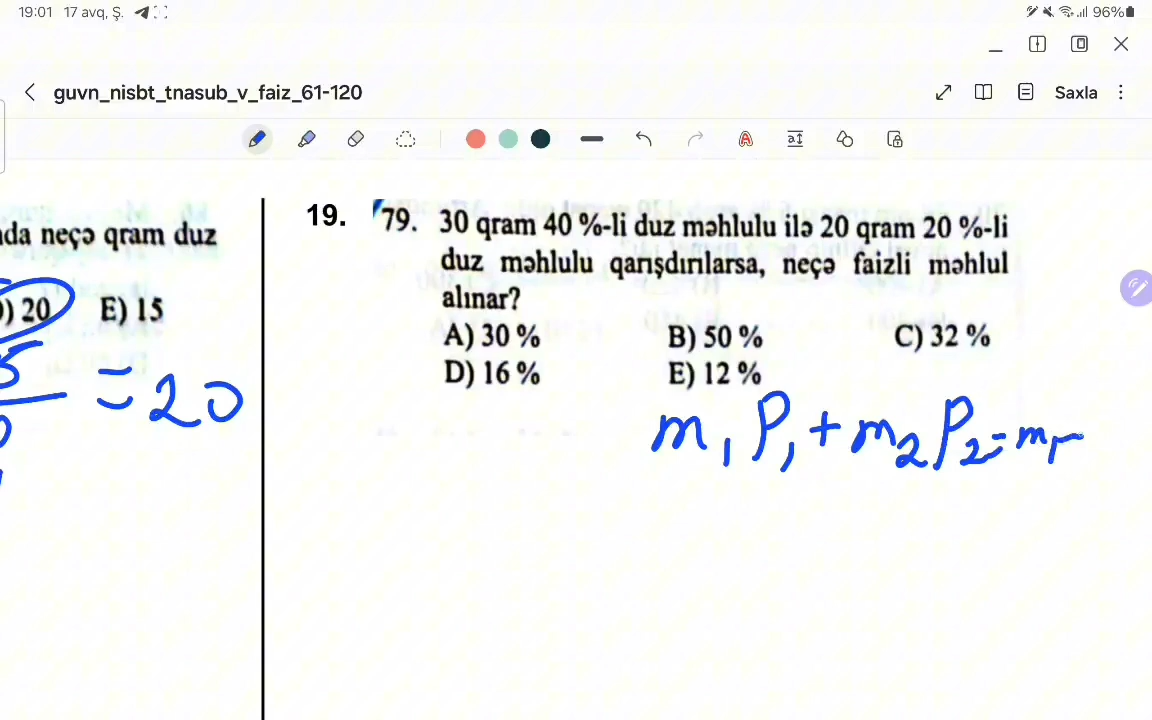 19:01 17 avq, Ş.
96%
guvn_nisbt_tnasub_v_faiz_61-120
Saxla
neçə qram duz
20 E) 15
= 20
19. 79. 30 qram 40 %-li duz məhlulu ilə 20 qram 20 %-li
duz məhlulu qarışdırılarsa, neçə faizli məhlul
alınar?
A) 30 % B) 50 % C) 32 %
D) 16 % E) 12 %
m₁P₁+m₂P₂=m